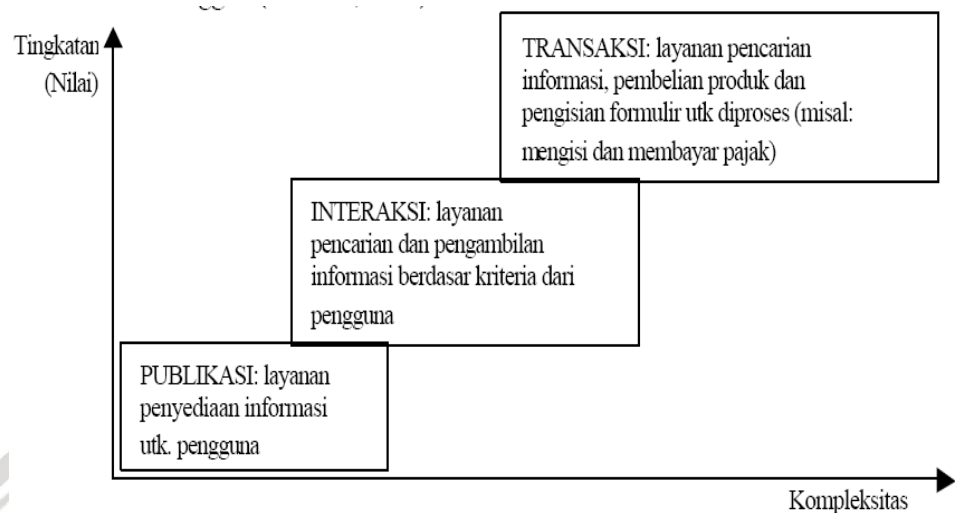 Tingkatan
(Nilai)
TRANSAKSI: layanan pencarian
informasi, pembelian produk dan
pengisian formulir utk diproses (misal:
mengisi dan membayar pajak)
INTERAKSI: layanan
pencarian dan pengambilan
informasi berdasar kriteria dari
pengguna
PUBLIKASI: layanan
penyediaan informasi
utk. pengguna
Kompleksitas